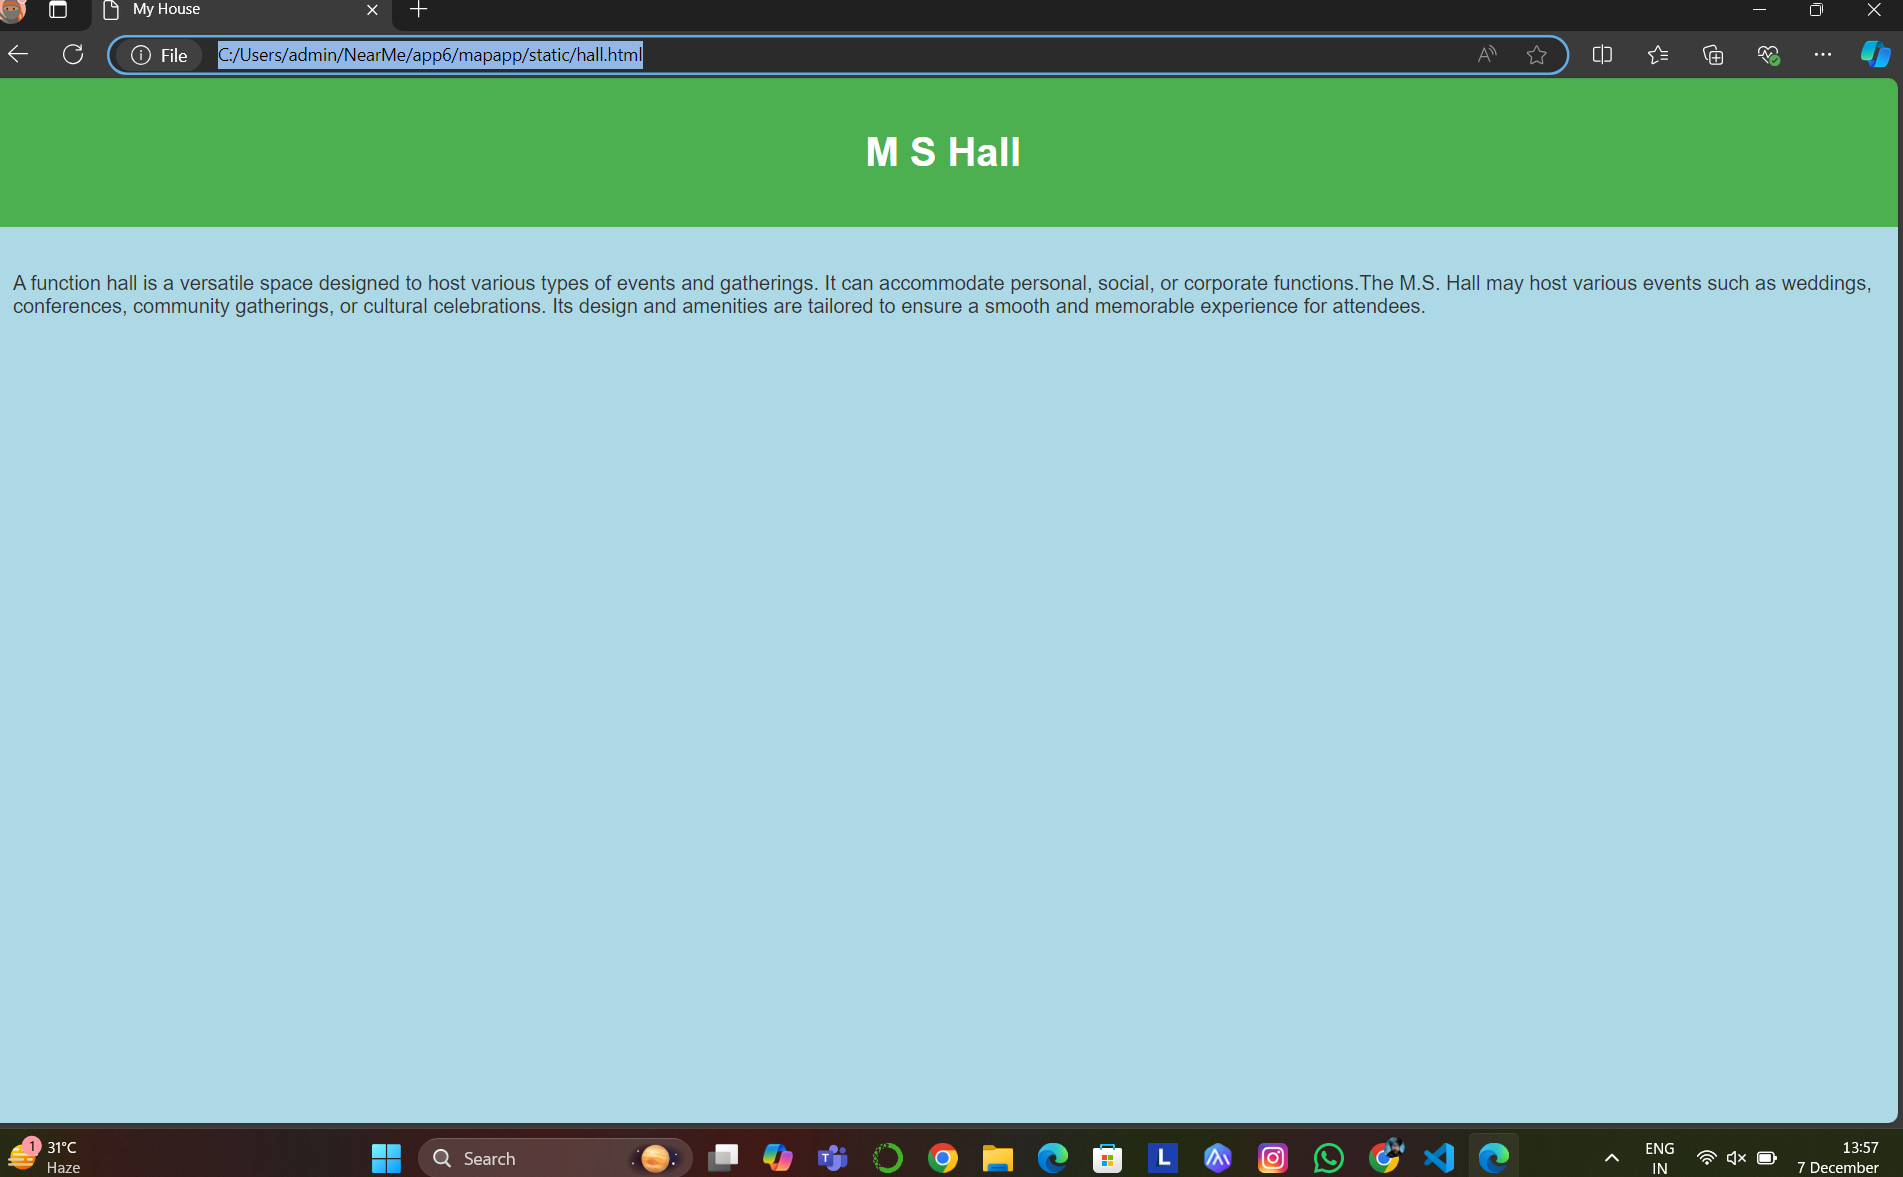 My House
File
C:/Users/admin/NearMe/app6/mapapp/static/hall.html
M S Hall
A function hall is a versatile space designed to host various types of events and gatherings. It can accommodate personal, social, or corporate functions.The M.S. Hall may host various events such as weddings,
conferences, community gatherings, or cultural celebrations. Its design and amenities are tailored to ensure a smooth and memorable experience for attendees.
1
31°C
Haze
Search
T
L
ENG
IN
13:57
7 December